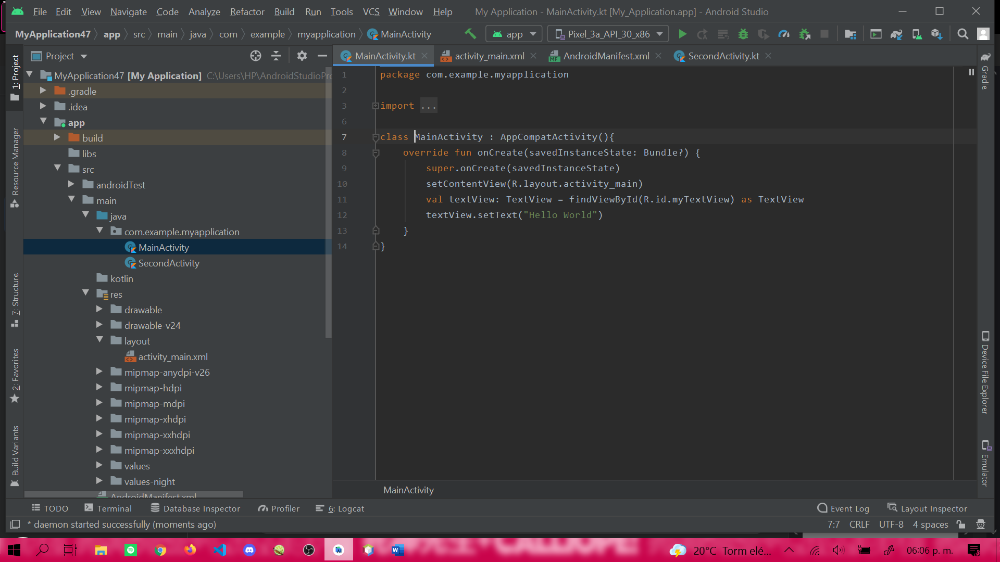 File Edit View Navigate Code Analyze Refactor Build Run Tools VCS Window Help My Application - MainActivity.kt [My_Application.app] - Android Studio
MyApplication47 app src main java com example myapplication MainActivity app Pixel_3a_API_30_x86
1: Project
Resource Manager
7: Structure
2: Favorites
Build Variants
Project
MyApplication47 [My Application] C:\Users\HP\AndroidStudioPro
.gradle
.idea
app
build
libs
src
androidTest
main
java
com.example.myapplication
MainActivity
SecondActivity
kotlin
res
drawable
drawable-v24
layout
activity_main.xml
mipmap-anydpi-v26
mipmap-hdpi
mipmap-mdpi
mipmap-xhdpi
mipmap-xxhdpi
mipmap-xxxhdpi
values
values-night
AndroidManifest.xml
MainActivity.kt activity_main.xml AndroidManifest.xml SecondActivity.kt
1 package com.example.myapplication
2
3 import ...
6
7 class MainActivity : AppCompatActivity(){
8 override fun onCreate(savedInstanceState: Bundle?) {
9 super.onCreate(savedInstanceState)
10 setContentView(R.layout.activity_main)
11 val textView: TextView = findViewById(R.id.myTextView) as TextView
12 textView.setText("Hello World")
13 }
14 }
MainActivity
Gradle
Device File Explorer
Emulator
TODO Terminal Database Inspector Profiler 6: Logcat Event Log Layout Inspector
* daemon started successfully (moments ago) 7:7 CRLF UTF-8 4 spaces
20°C Torm elé... 06:06 p. m.